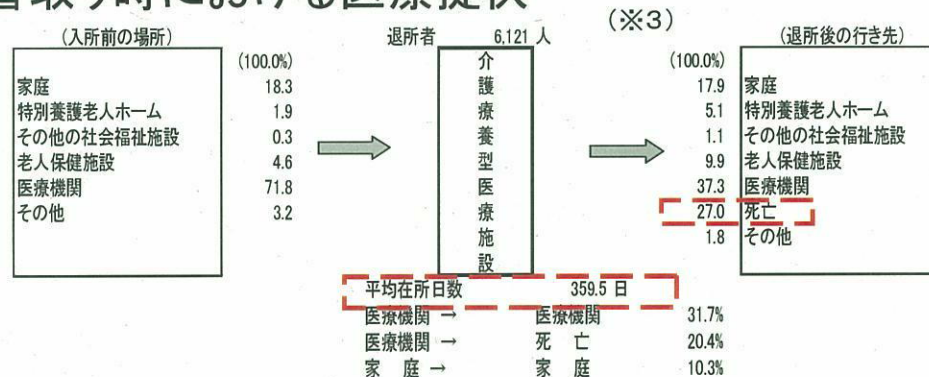 看取り時における医療提供
(※3)
(入所前の場所)
(100.0%)
家庭 18.3
特別養護老人ホーム 1.9
その他の社会福祉施設 0.3
老人保健施設 4.6
医療機関 71.8
その他 3.2
退所者 6,121 人
介
護
療
養
型
医
療
施
設
平均在所日数 359.5 日
医療機関 → 医療機関 31.7%
医療機関 → 死 亡 20.4%
家 庭 → 家 庭 10.3%
(退所後の行き先)
(100.0%)
17.9 家庭
5.1 特別養護老人ホーム
1.1 その他の社会福祉施設
9.9 老人保健施設
37.3 医療機関
27.0 死亡
1.8 その他